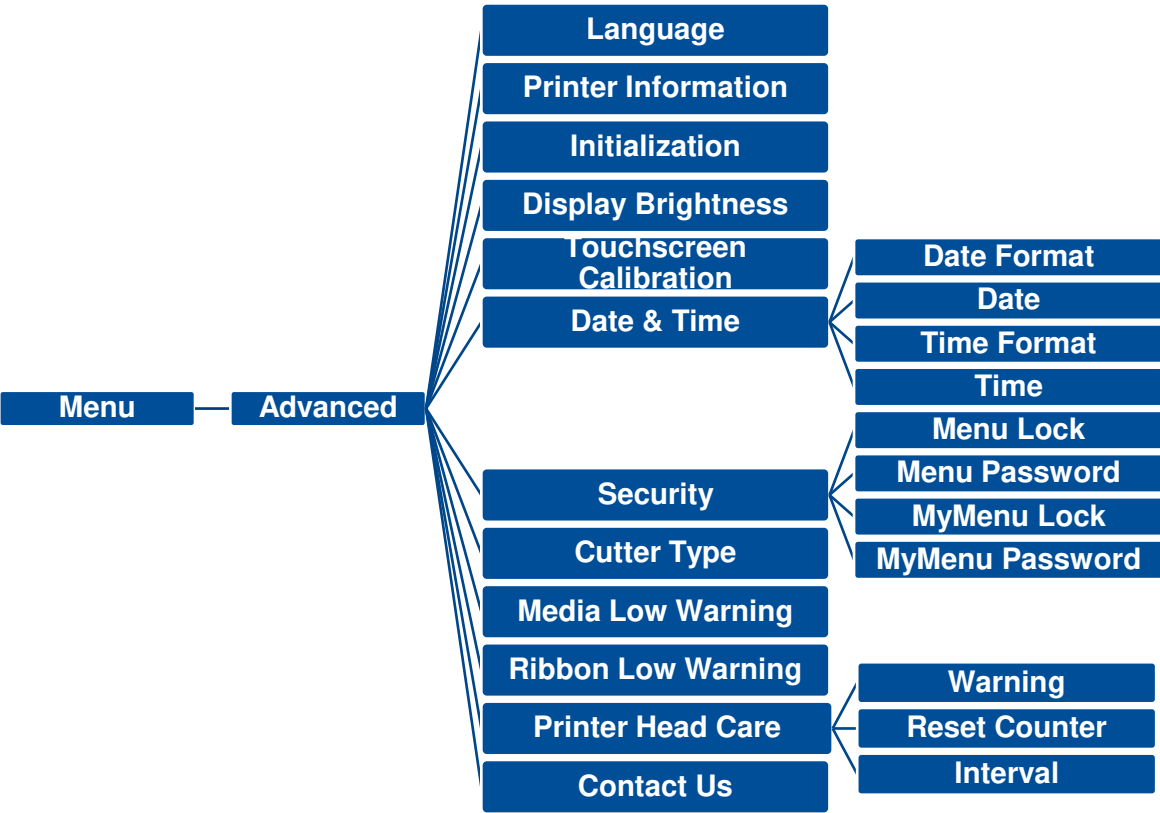 Language
Printer Information
Initialization
Display Brightness
Touchscreen
Calibration
Date & Time
Date Format
Date
Time Format
Time
Menu
Advanced
Security
Menu Lock
Menu Password
MyMenu Lock
MyMenu Password
Cutter Type
Media Low Warning
Ribbon Low Warning
Printer Head Care
Warning
Reset Counter
Interval
Contact Us